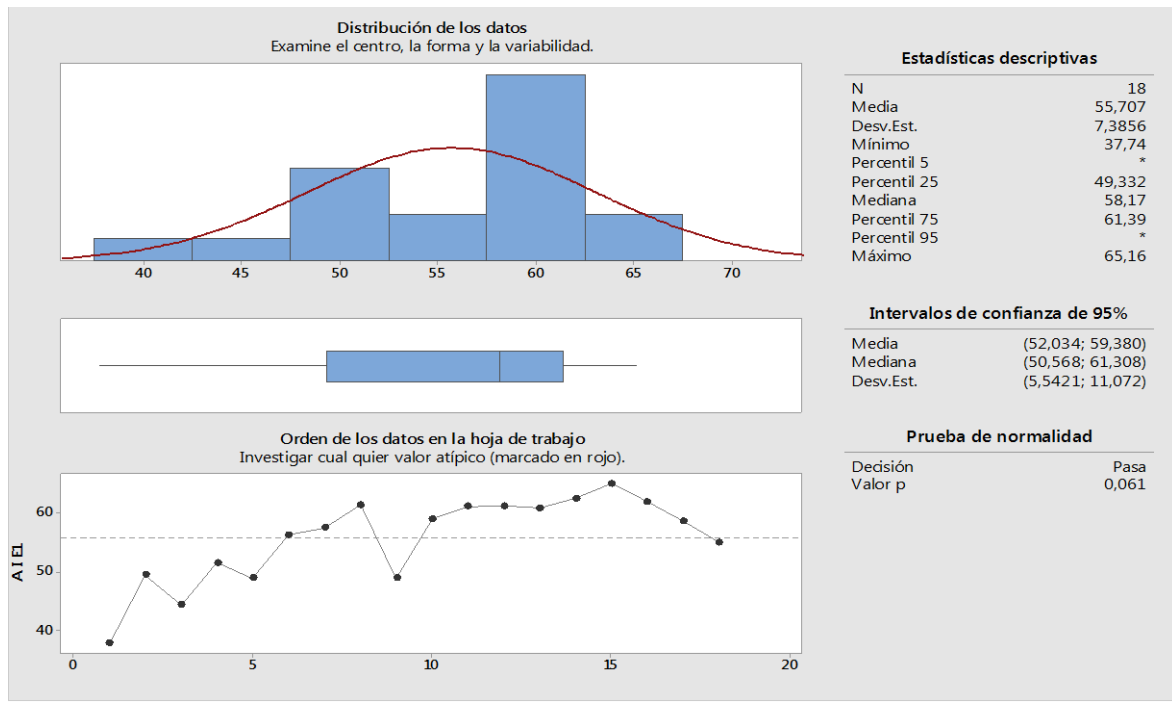 Distribución de los datos
Examine el centro, la forma y la variabilidad.
40 45 50 55 60 65 70
Orden de los datos en la hoja de trabajo
Investigar cual quier valor atípico (marcado en rojo).
AIEL
60
50
40
0 5 10 15 20
Estadísticas descriptivas
N 18
Media 55,707
Desv.Est. 7,3856
Mínimo 37,74
Percentil 5 *
Percentil 25 49,332
Mediana 58,17
Percentil 75 61,39
Percentil 95 *
Máximo 65,16
Intervalos de confianza de 95%
Media (52,034; 59,380)
Mediana (50,568; 61,308)
Desv.Est. (5,5421; 11,072)
Prueba de normalidad
Decisión Pasa
Valor p 0,061